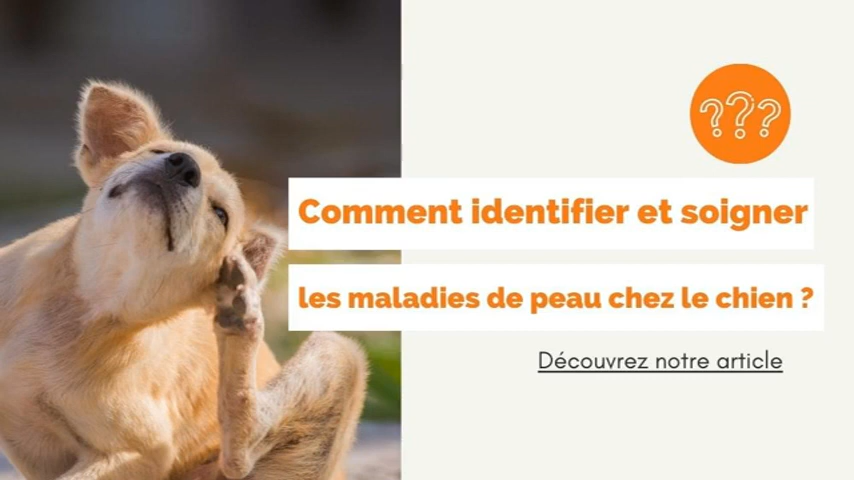 ???
Comment identifier et soigner
les maladies de peau chez le chien ?
Découvrez notre article